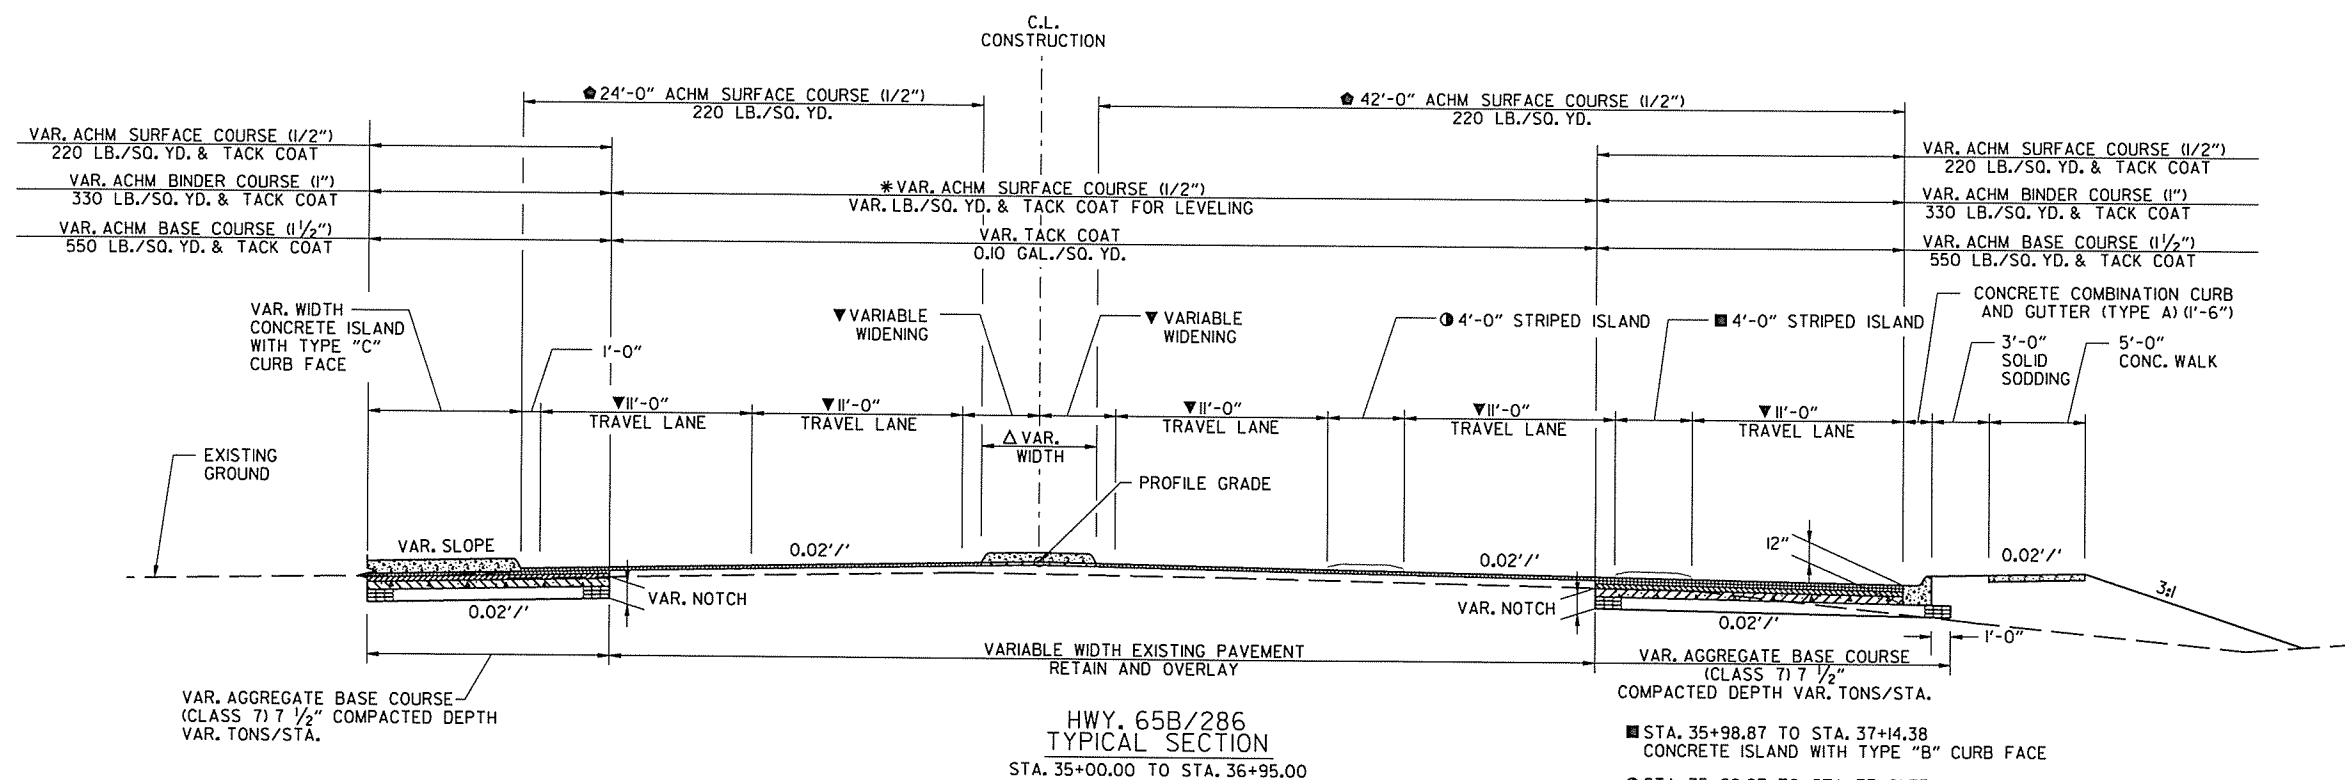 C.L.
CONSTRUCTION
⬟ 24'-0" ACHM SURFACE COURSE (1/2")
220 LB./SQ. YD.
⬟ 42'-0" ACHM SURFACE COURSE (1/2")
220 LB./SQ. YD.
VAR. ACHM SURFACE COURSE (1/2")
220 LB./SQ. YD. & TACK COAT
VAR. ACHM BINDER COURSE (1")
330 LB./SQ. YD. & TACK COAT
VAR. ACHM BASE COURSE (1 1/2")
550 LB./SQ. YD. & TACK COAT
* VAR. ACHM SURFACE COURSE (1/2")
VAR. LB./SQ. YD. & TACK COAT FOR LEVELING
VAR. TACK COAT
0.10 GAL./SQ. YD.
VAR. ACHM SURFACE COURSE (1/2")
220 LB./SQ. YD. & TACK COAT
VAR. ACHM BINDER COURSE (1")
330 LB./SQ. YD. & TACK COAT
VAR. ACHM BASE COURSE (1 1/2")
550 LB./SQ. YD. & TACK COAT
VAR. WIDTH
CONCRETE ISLAND
WITH TYPE "C"
CURB FACE
1'-0"
▼ VARIABLE
WIDENING
▼ VARIABLE
WIDENING
◑ 4'-0" STRIPED ISLAND
■ 4'-0" STRIPED ISLAND
CONCRETE COMBINATION CURB
AND GUTTER (TYPE A) (1'-6")
3'-0"
SOLID
SODDING
5'-0"
CONC. WALK
▼ 11'-0"
TRAVEL LANE
▼ 11'-0"
TRAVEL LANE
▼ 11'-0"
TRAVEL LANE
▼ 11'-0"
TRAVEL LANE
▼ 11'-0"
TRAVEL LANE
△ VAR.
WIDTH
EXISTING
GROUND
PROFILE GRADE
VAR. SLOPE
0.02'/'
0.02'/'
12"
0.02'/'
3:1
VAR. NOTCH
0.02'/'
VAR. NOTCH
0.02'/'
1'-0"
VARIABLE WIDTH EXISTING PAVEMENT
RETAIN AND OVERLAY
VAR. AGGREGATE BASE COURSE
(CLASS 7) 7 1/2" COMPACTED DEPTH
VAR. TONS/STA.
VAR. AGGREGATE BASE COURSE
(CLASS 7) 7 1/2"
COMPACTED DEPTH VAR. TONS/STA.
HWY. 65B/286
TYPICAL SECTION
STA. 35+00.00 TO STA. 36+95.00
■ STA. 35+98.87 TO STA. 37+14.38
CONCRETE ISLAND WITH TYPE "B" CURB FACE